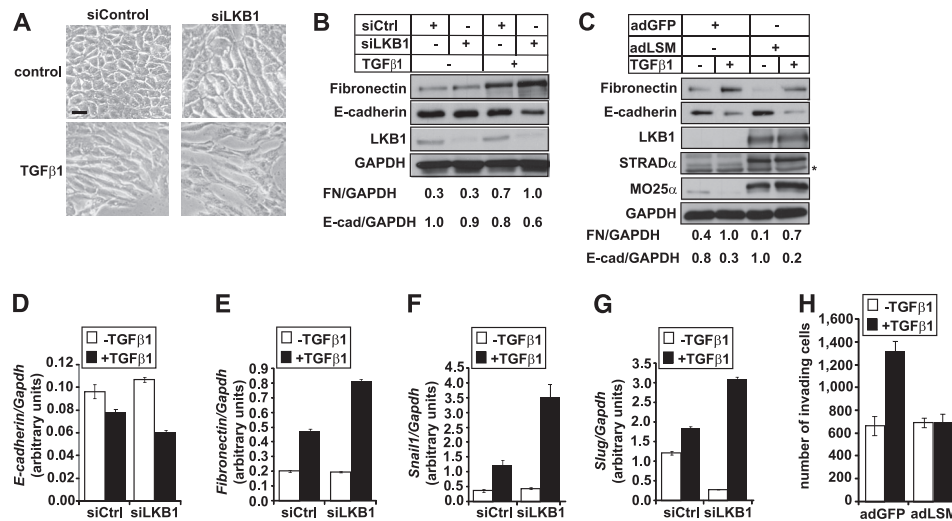 A
siControl siLKB1
control
TGFβ1
B
siCtrl + - + -
siLKB1 - + - +
TGFβ1 - +
Fibronectin
E-cadherin
LKB1
GAPDH
FN/GAPDH 0.3 0.3 0.7 1.0
E-cad/GAPDH 1.0 0.9 0.8 0.6
C
adGFP + -
adLSM - +
TGFβ1 - + - +
Fibronectin
E-cadherin
LKB1
STRADα *
MO25α
GAPDH
FN/GAPDH 0.4 1.0 0.1 0.7
E-cad/GAPDH 0.8 0.3 1.0 0.2
D
-TGFβ1
+TGFβ1
E-cadherin/Gapdh
(arbitrary units)
0.12
0.10
0.08
0.06
0.04
0.02
0.00
siCtrl siLKB1
E
-TGFβ1
+TGFβ1
Fibronectin/Gapdh
(arbitrary units)
0.9
0.8
0.7
0.6
0.5
0.4
0.3
0.2
0.1
0.0
siCtrl siLKB1
F
-TGFβ1
+TGFβ1
Snail1/Gapdh
(arbitrary units)
4.5
4.0
3.5
3.0
2.5
2.0
1.5
1.0
0.5
0.0
siCtrl siLKB1
G
-TGFβ1
+TGFβ1
Slug/Gapdh
(arbitrary units)
3.5
3.0
2.5
2.0
1.5
1.0
0.5
0.0
siCtrl siLKB1
H
-TGFβ1
+TGFβ1
number of invading cells
1,600
1,400
1,200
1,000
800
600
400
200
0
adGFP adLSM